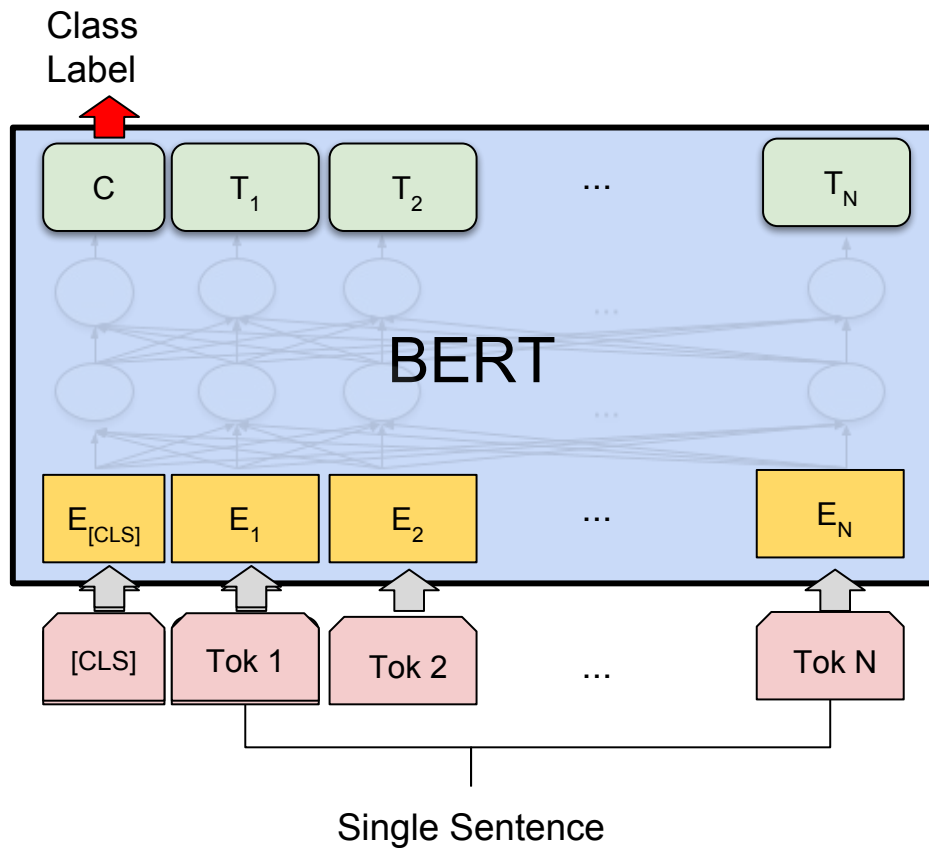 Class
Label
C T1 T2 ... TN
...
BERT
...
E[CLS] E1 E2 ... EN
[CLS] Tok 1 Tok 2 ... Tok N
Single Sentence